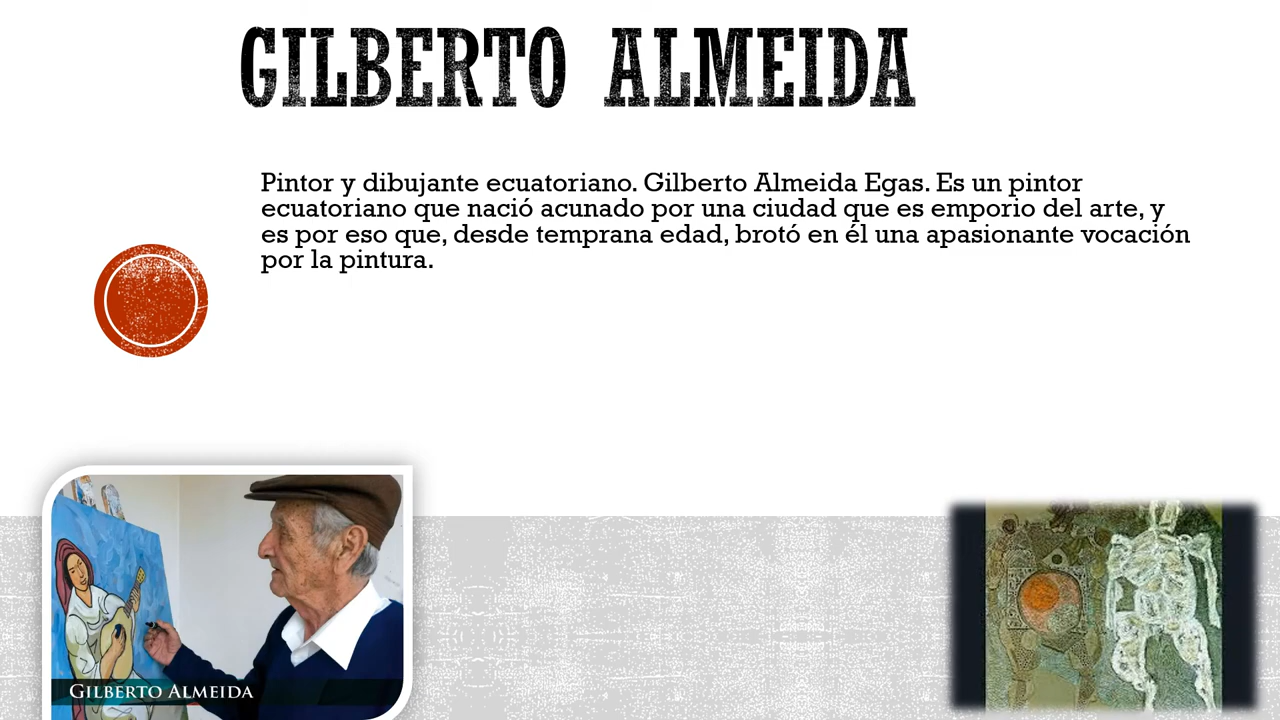 GILBERTO ALMEIDA
Pintor y dibujante ecuatoriano. Gilberto Almeida Egas. Es un pintor
ecuatoriano que nació acunado por una ciudad que es emporio del arte, y
es por eso que, desde temprana edad, brotó en él una apasionante vocación
por la pintura.
GILBERTO ALMEIDA